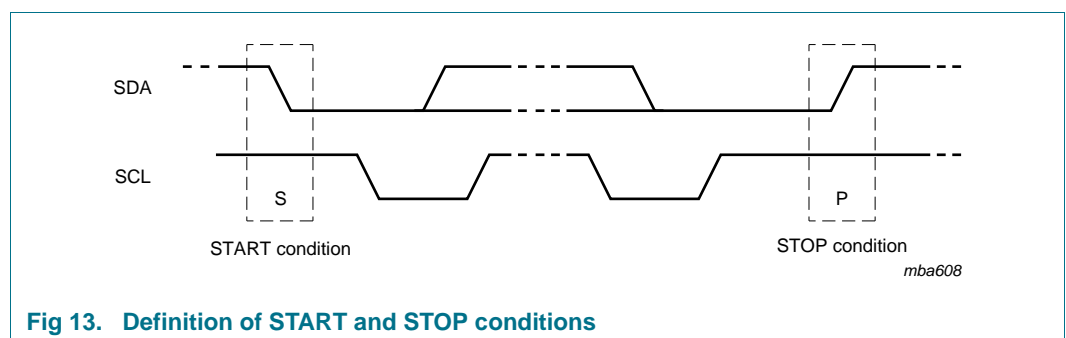 SDA
SCL
S
P
START condition
STOP condition
mba608
Fig 13. Definition of START and STOP conditions